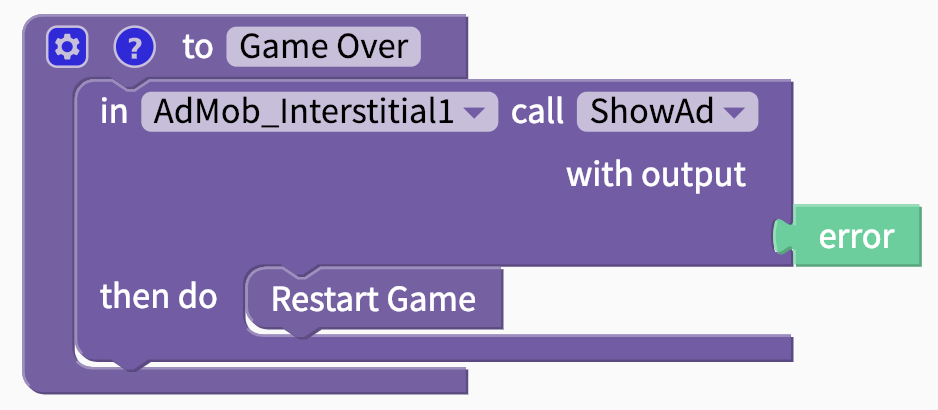 ? to Game Over
in AdMob_Interstitial1 call ShowAd
with output
error
then do Restart Game